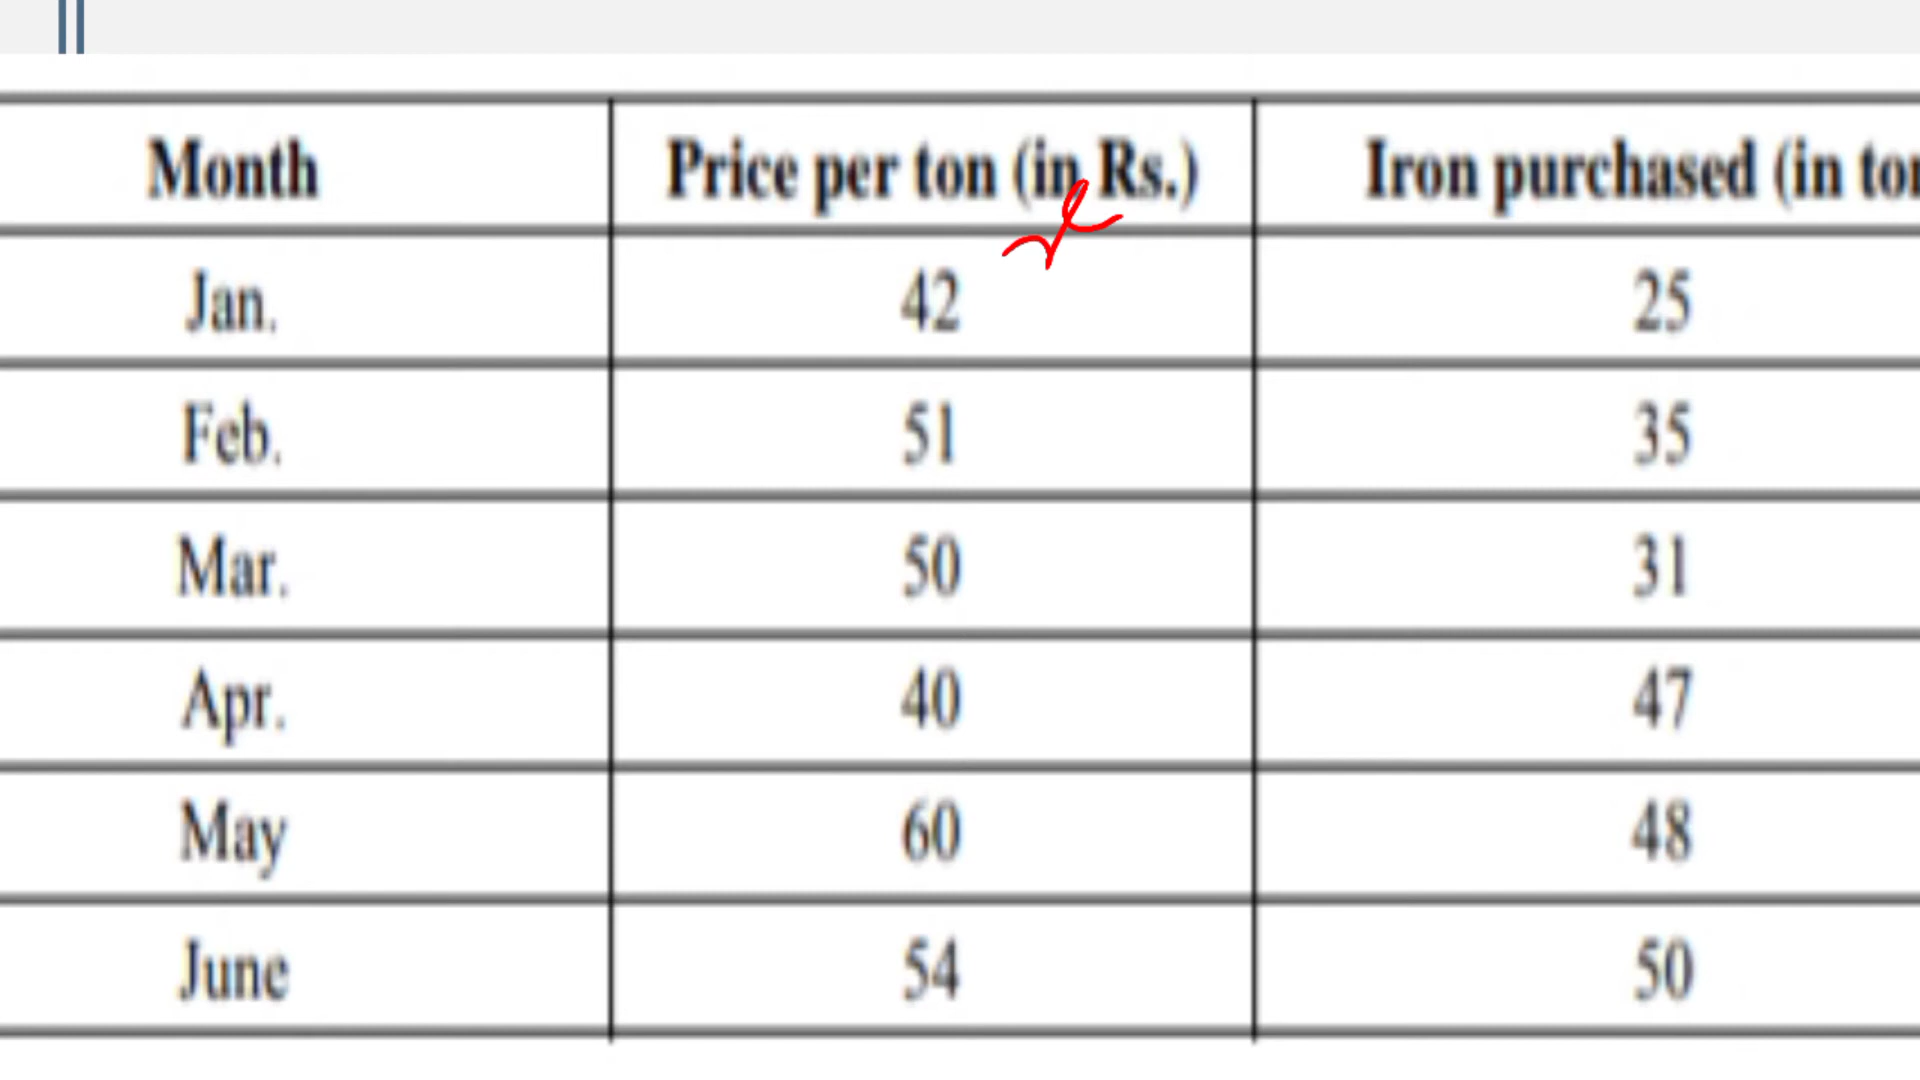 Month Price per ton (in Rs.) Iron purchased (in
Jan. 42 25
Feb. 51 35
Mar. 50 31
Apr. 40 47
May 60 48
June 54 50